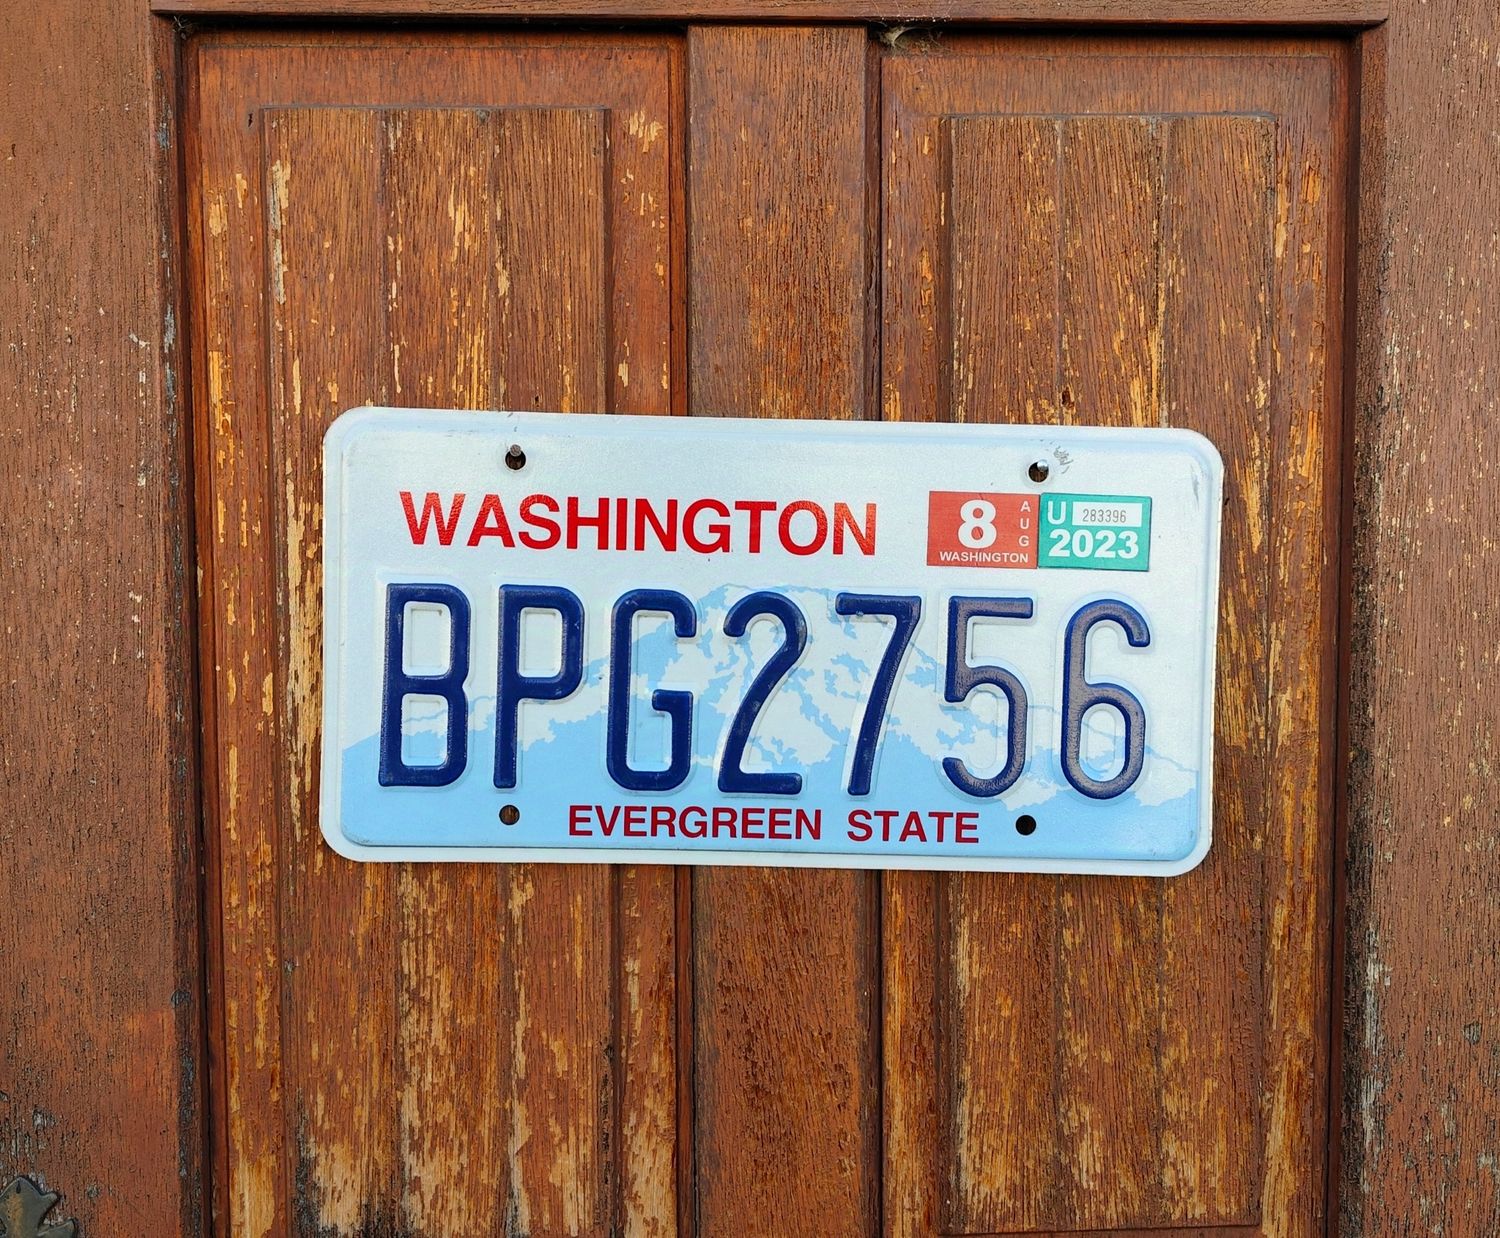 WASHINGTON
8 AUG
WASHINGTON
U 283396
2023
BPG2756
EVERGREEN STATE